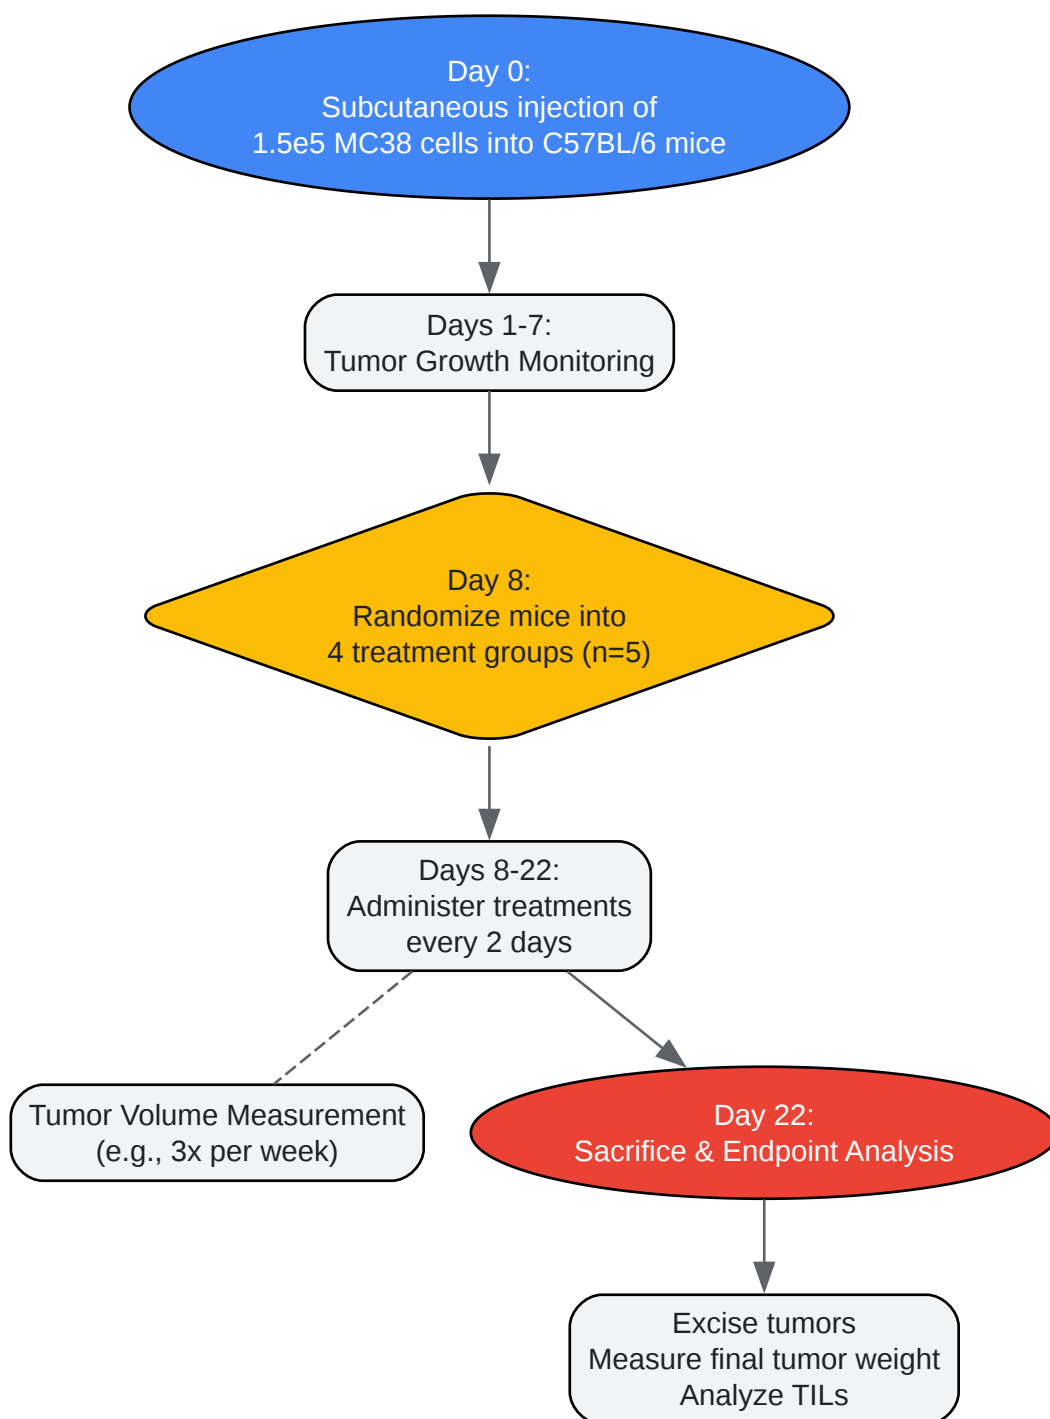 Day 0:
Subcutaneous injection of
1.5e5 MC38 cells into C57BL/6 mice
Days 1-7:
Tumor Growth Monitoring
Day 8:
Randomize mice into
4 treatment groups (n=5)
Days 8-22:
Administer treatments
every 2 days
Tumor Volume Measurement
(e.g., 3x per week)
Day 22:
Sacrifice & Endpoint Analysis
Excise tumors
Measure final tumor weight
Analyze TILs